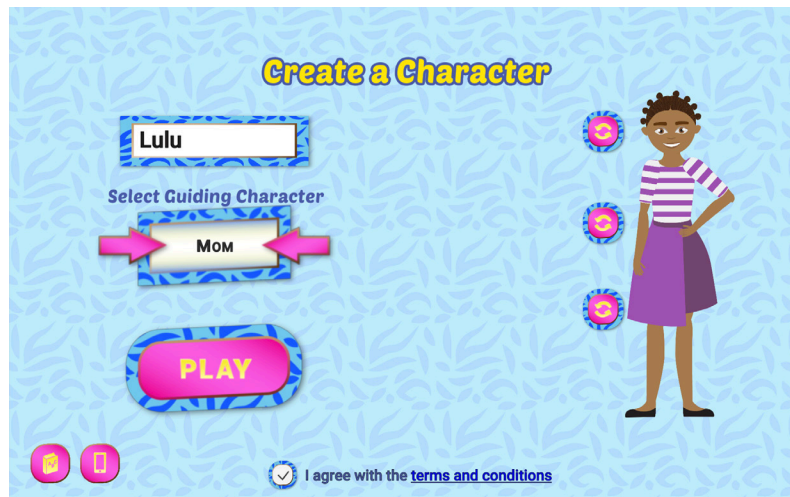 Create a Character
Lulu
Select Guiding Character
Mom
PLAY
I agree with the terms and conditions